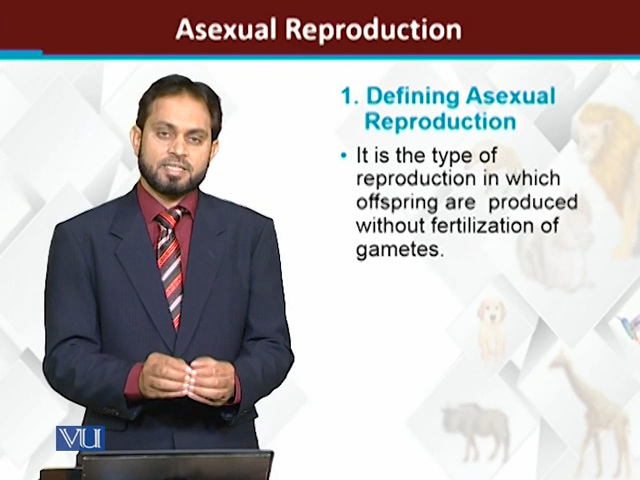 Asexual Reproduction
1. Defining Asexual
Reproduction
• It is the type of
reproduction in which
offspring are produced
without fertilization of
gametes.
VU